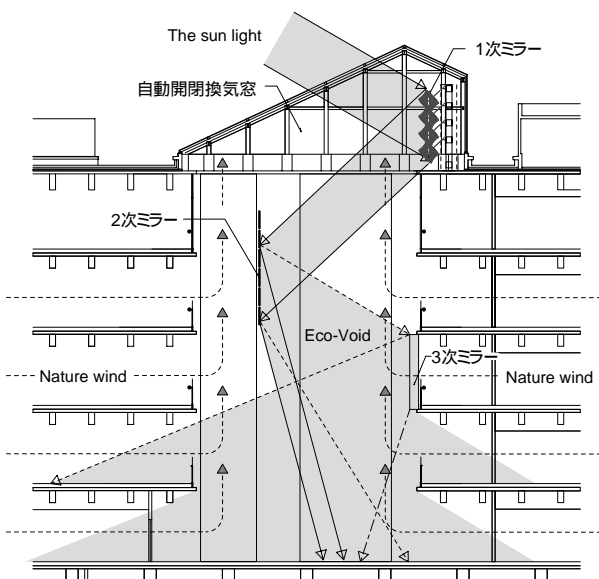 The sun light
1次ミラー
自動開閉換気窓
2次ミラー
Eco-Void
3次ミラー
Nature wind
Nature wind